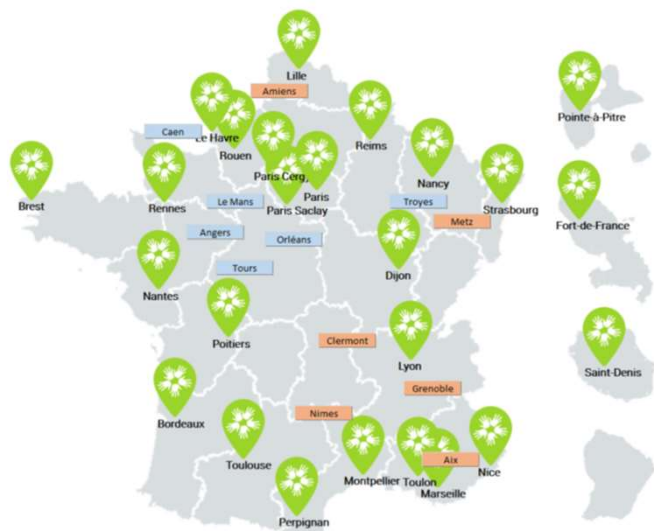 Lille
Amiens
Pointe-à-Pitre
Caen
Le Havre
Rouen
Reims
Paris Cerg
Paris
Paris Saclay
Nancy
Strasbourg
Brest
Rennes
Le Mans
Troyes
Metz
Fort-de-France
Angers
Orléans
Tours
Dijon
Nantes
Poitiers
Clermont
Lyon
Saint-Denis
Grenoble
Nimes
Bordeaux
Toulouse
Aix
Montpellier
Toulon
Marseille
Nice
Perpignan